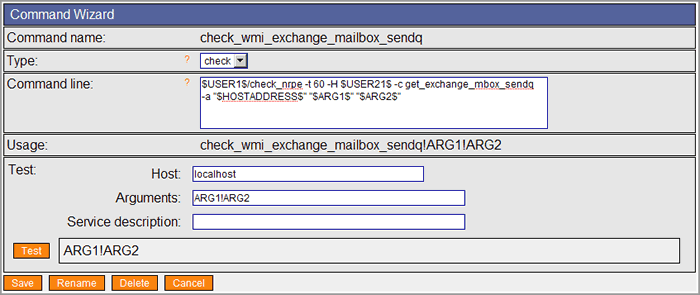 Command Wizard
Command name: check_wmi_exchange_mailbox_sendq
Type: ? check
Command line: ? $USER1$/check_nrpe -t 60 -H $USER21$ -c get_exchange_mbox_sendq
-a "$HOSTADDRESS$" "$ARG1$" "$ARG2$"
Usage: check_wmi_exchange_mailbox_sendq!ARG1!ARG2
Test: Host: localhost
Arguments: ARG1!ARG2
Service description:
Test ARG1!ARG2
Save Rename Delete Cancel